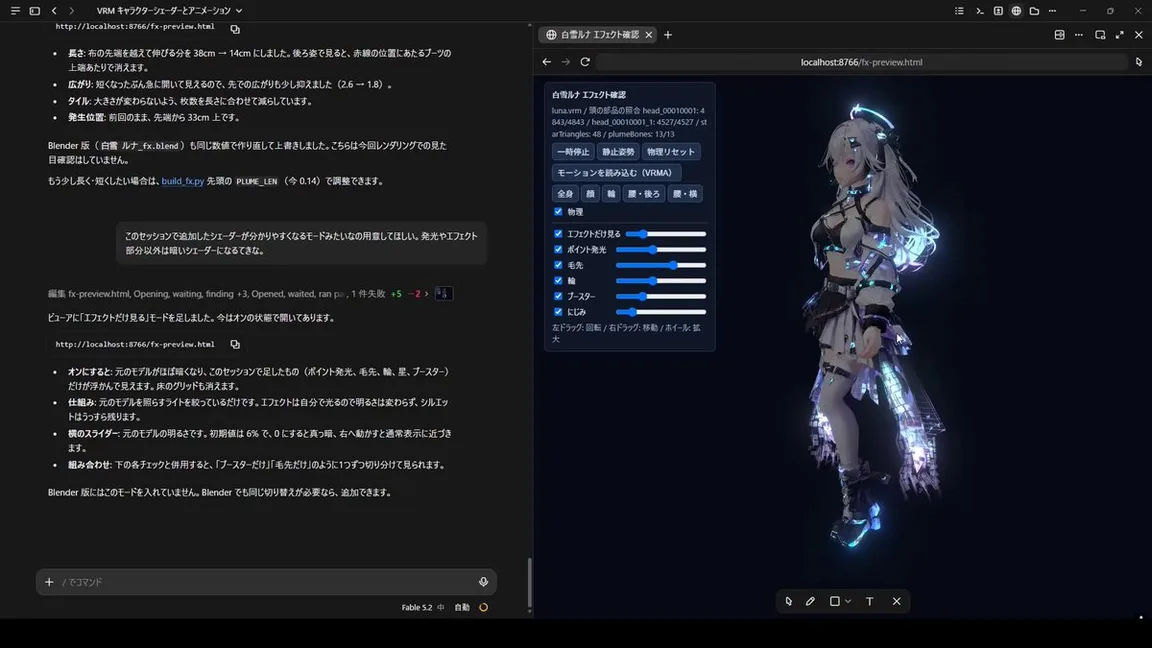 VRM キャラクターシェーダーとアニメーション
http://localhost:8766/fx-preview.html
• 長さ: 布の先端を越えて伸びる分を 38cm → 14cm にしました。後ろ姿で見ると、赤線の位置にあたるブーツの
上端あたりで消えます。
• 広がり: 短くなったぶん急に開いて見えるので、先での広がりも少し抑えました（2.6 → 1.8）。
• タイル: 大きさが変わらないよう、枚数を長さに合わせて減らしています。
• 発生位置: 前回のまま、先端から 33cm 上です。
Blender 版（白雪 ルナ_fx.blend）も同じ数値で作り直して上書きしました。こちらは今回レンダリングでの見た
目確認はしていません。
もう少し長く・短くしたい場合は、build_fx.py 先頭の PLUME_LEN （今 0.14）で調整できます。
このセッションで追加したシェーダーが分かりやすくなるモードみたいなの用意してほしい。発光やエフェクト
部分以外は暗いシェーダーになるてきな。
編集 fx-preview.html, Opening, waiting, finding +3, Opened, waited, ran pa , 1 件失敗 +5 −2 ›
ビューアに「エフェクトだけ見る」モードを足しました。今はオンの状態で開いてあります。
http://localhost:8766/fx-preview.html
• オンにすると: 元のモデルがほぼ暗くなり、このセッションで足したもの（ポイント発光、毛先、輪、星、ブースター）
だけが浮かんで見えます。床のグリッドも消えます。
• 仕組み: 元のモデルを照らすライトを絞っているだけです。エフェクトは自分で光るので明るさは変わらず、シルエッ
トはうっすら残ります。
• 横のスライダー: 元のモデルの明るさです。初期値は 6% で、0 にすると真っ暗、右へ動かすと通常表示に近づき
ます。
• 組み合わせ: 下の各チェックと併用すると、「ブースターだけ」「毛先だけ」のように1つずつ切り分けて見られます。
Blender 版にはこのモードを入れていません。Blender でも同じ切り替えが必要なら、追加できます。
/ でコマンド
Fable 5.2 中 自動
白雪ルナ エフェクト確認
localhost:8766/fx-preview.html
白雪ルナ エフェクト確認
luna.vrm / 頭の部品の照合 head_00010001: 4
843/4843 / head_00010001_1: 4527/4527 / st
arTriangles: 48 / plumeBones: 13/13
一時停止 静止姿勢 物理リセット
モーションを読み込む（VRMA）
全身 顔 輪 腰・後ろ 腰・横
物理
エフェクトだけ見る
ポイント発光
毛先
輪
ブースター
にじみ
左ドラッグ: 回転 / 右ドラッグ: 移動 / ホイール: 拡
大
T